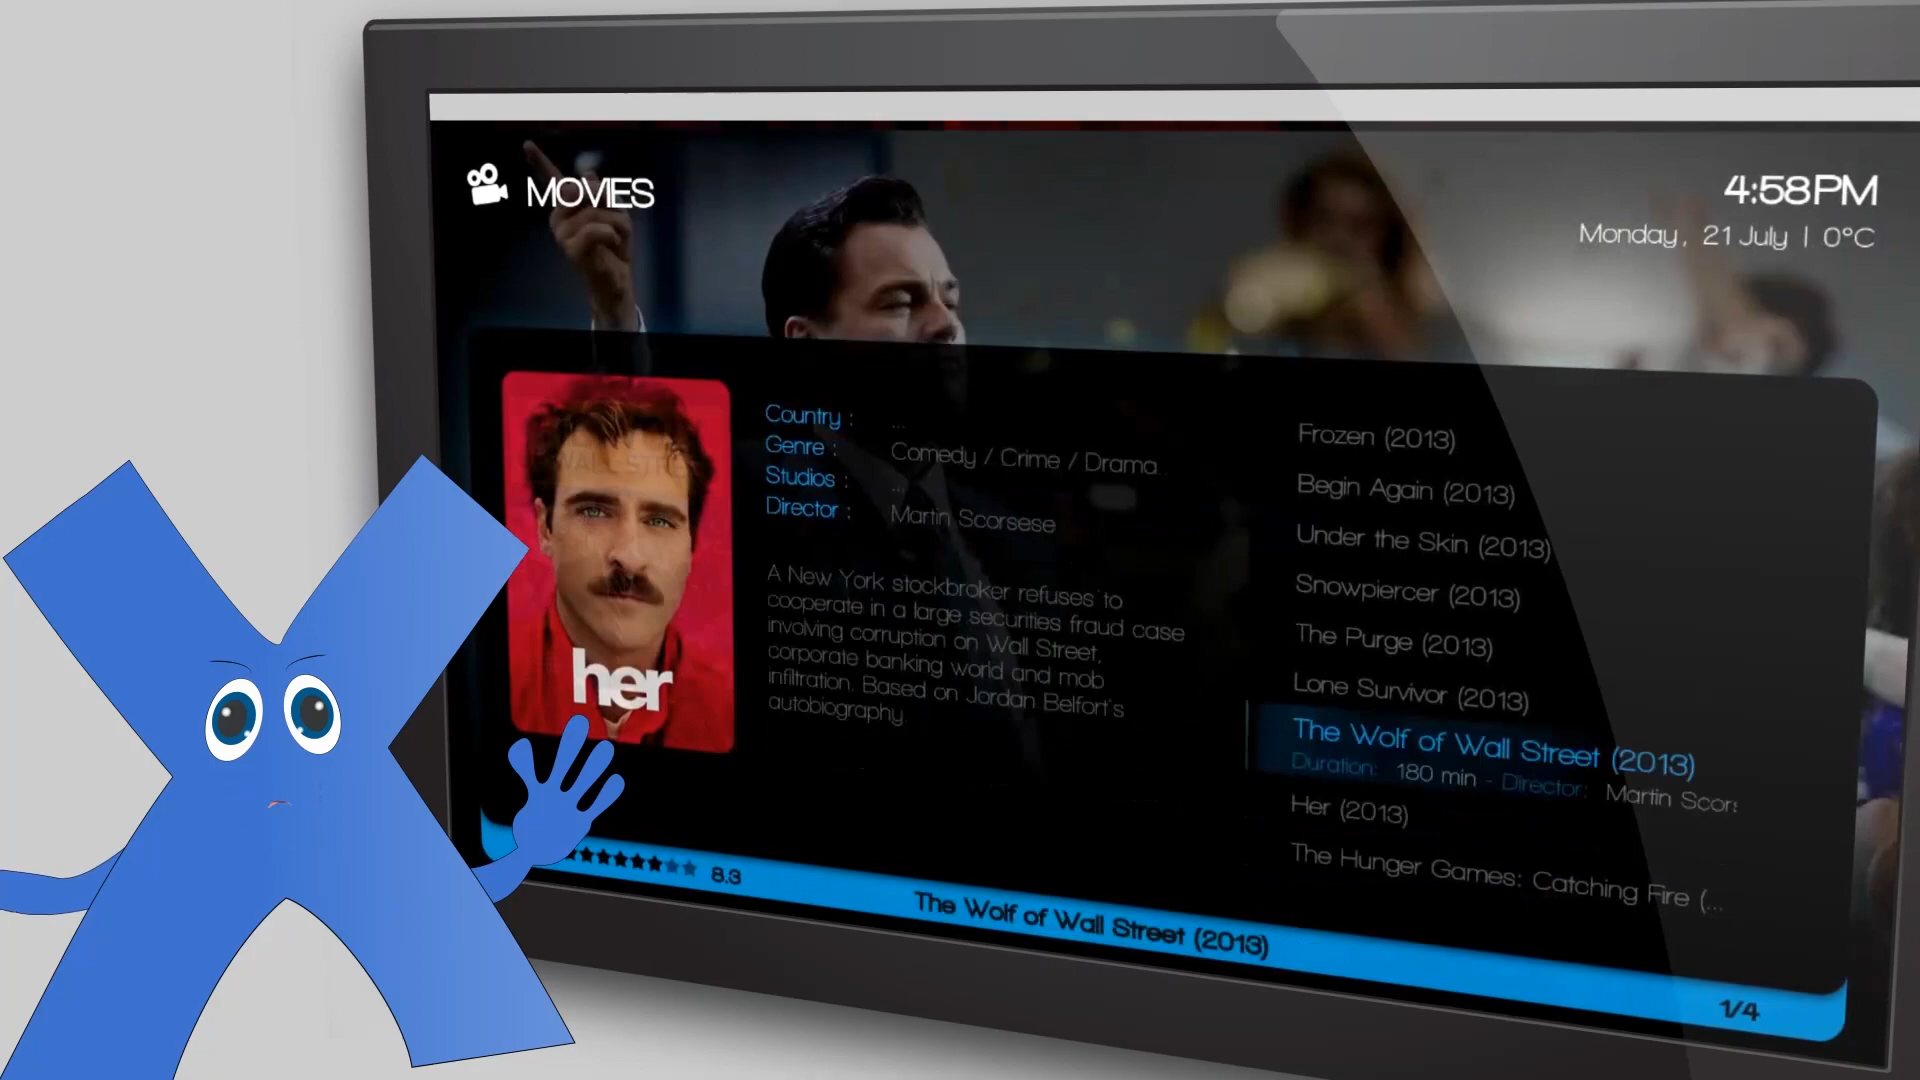 MOVIES
4:58PM
Monday, 21 July | 0°C
her
Country : ...
Genre : Comedy / Crime / Drama
Studios : ...
Director : Martin Scorsese
A New York stockbroker refuses to
cooperate in a large securities fraud case
involving corruption on Wall Street,
corporate banking world and mob
infiltration. Based on Jordan Belfort's
autobiography
Frozen (2013)
Begin Again (2013)
Under the Skin (2013)
Snowpiercer (2013)
The Purge (2013)
Lone Survivor (2013)
The Wolf of Wall Street (2013)
Duration: 180 min - Director: Martin Scors
Her (2013)
The Hunger Games: Catching Fire (...
8.3
The Wolf of Wall Street (2013)
1/4